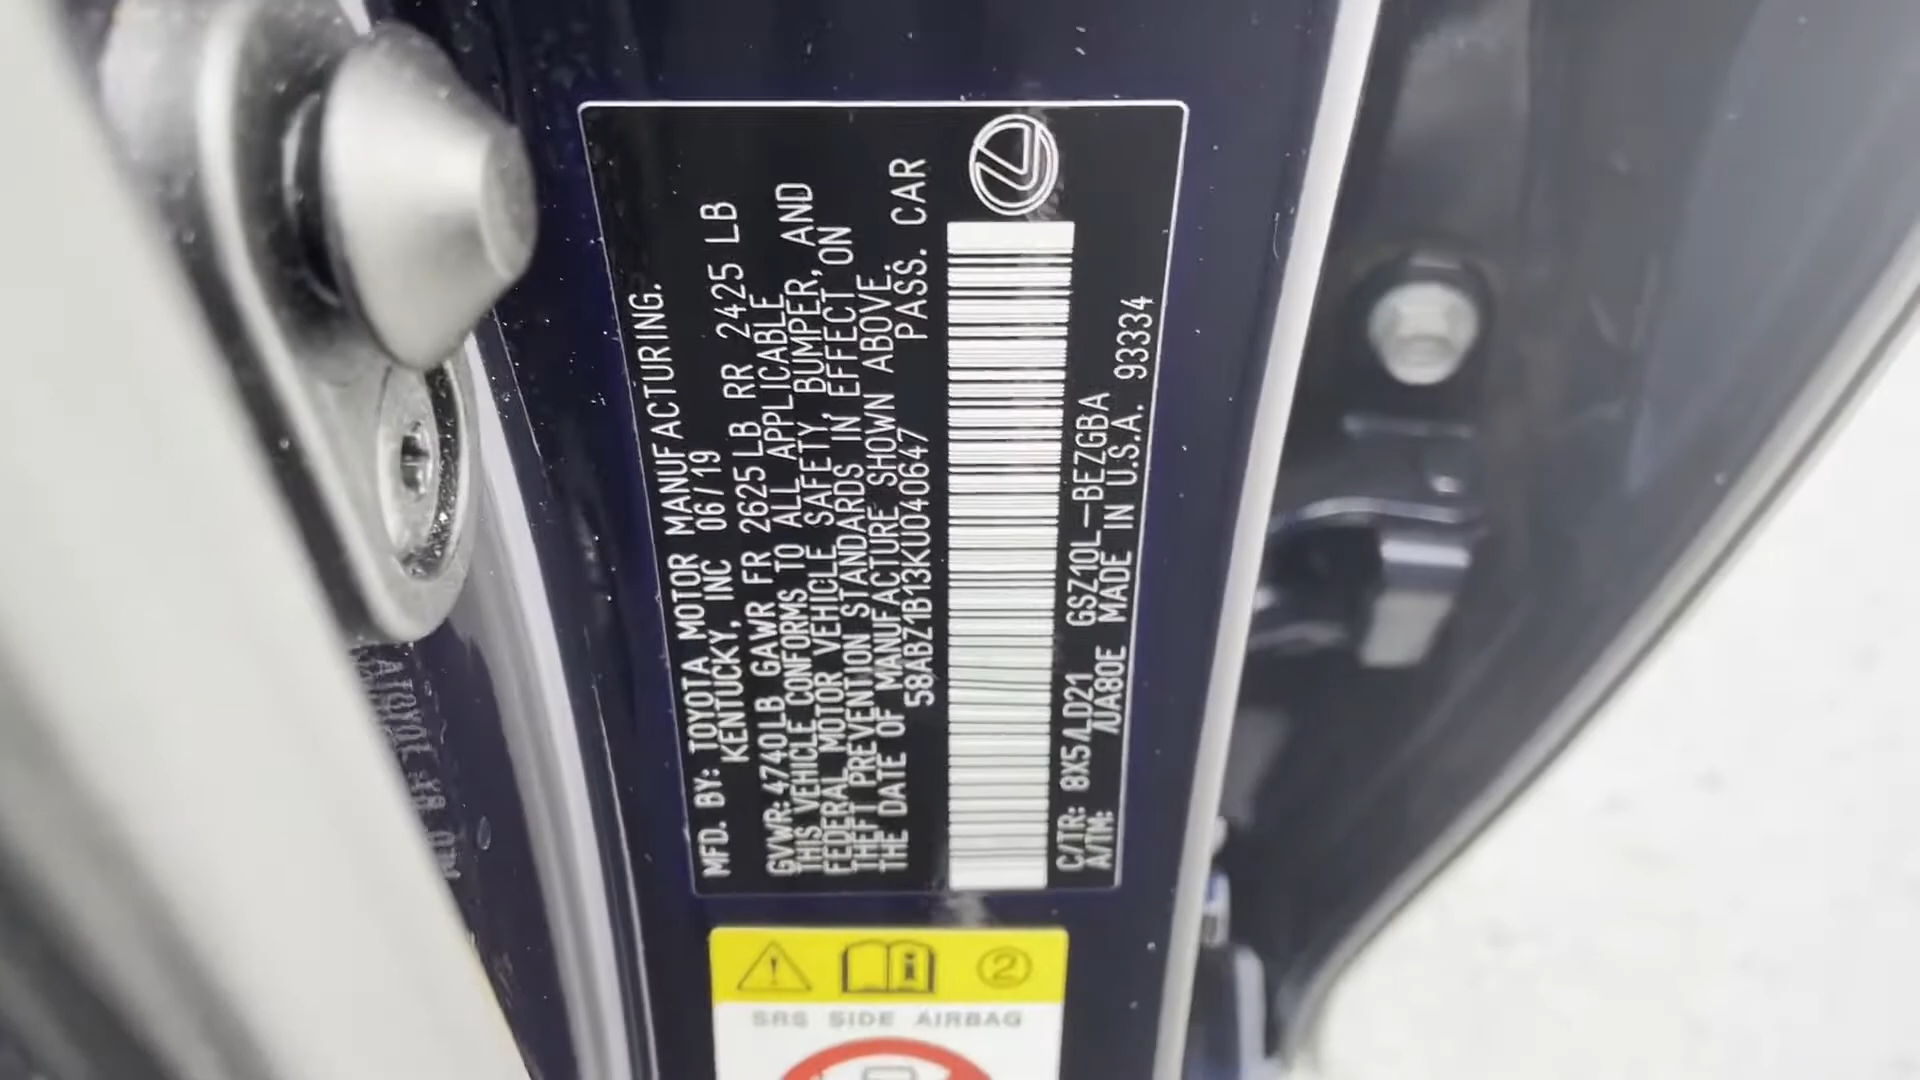 MFD. BY: TOYOTA MOTOR MANUFACTURING.
KENTUCKY, INC 06/19
GVWR: 4740LB GAWR FR 2625LB RR 2425 LB
THIS VEHICLE CONFORMS TO ALL APPLICABLE
FEDERAL MOTOR VEHICLE SAFETY, BUMPER, AND
THEFT PREVENTION STANDARDS IN EFFECT ON
THE DATE OF MANUFACTURE SHOWN ABOVE.
58ABZ1B13KU040647 PASS. CAR
C/TR: 8X5/LD21 GSZ10L-BEZGBA
A/TM: /UA80E MADE IN U.S.A. 93334
2
SRS SIDE AIRBAG